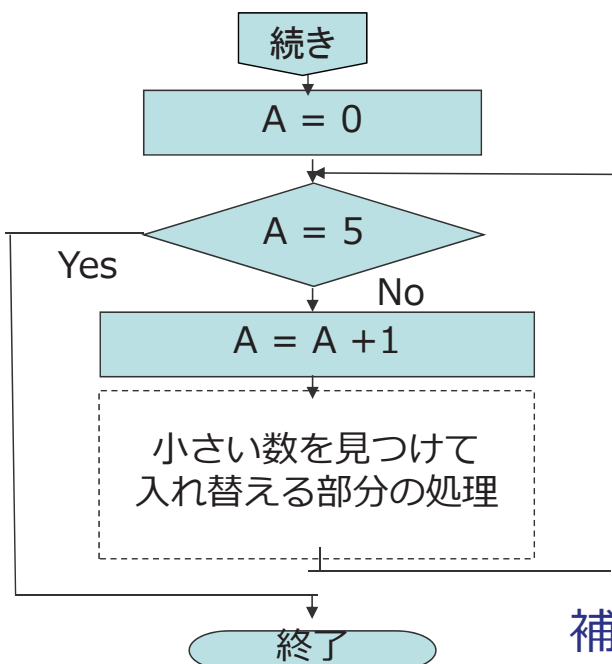 続き
A = 0
A = 5
Yes
No
A = A +1
小さい数を見つけて
入れ替える部分の処理
終了
補